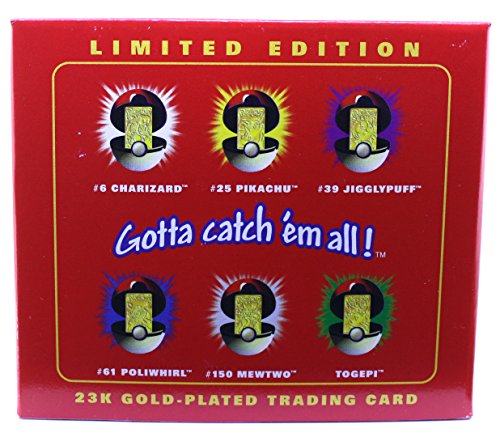 LIMITED EDITION
#6 CHARIZARD™ #25 PIKACHU™ #39 JIGGLYPUFF™
Gotta catch 'em all!™
#61 POLIWHIRL™ #150 MEWTWO™ TOGEPI™
23K GOLD-PLATED TRADING CARD